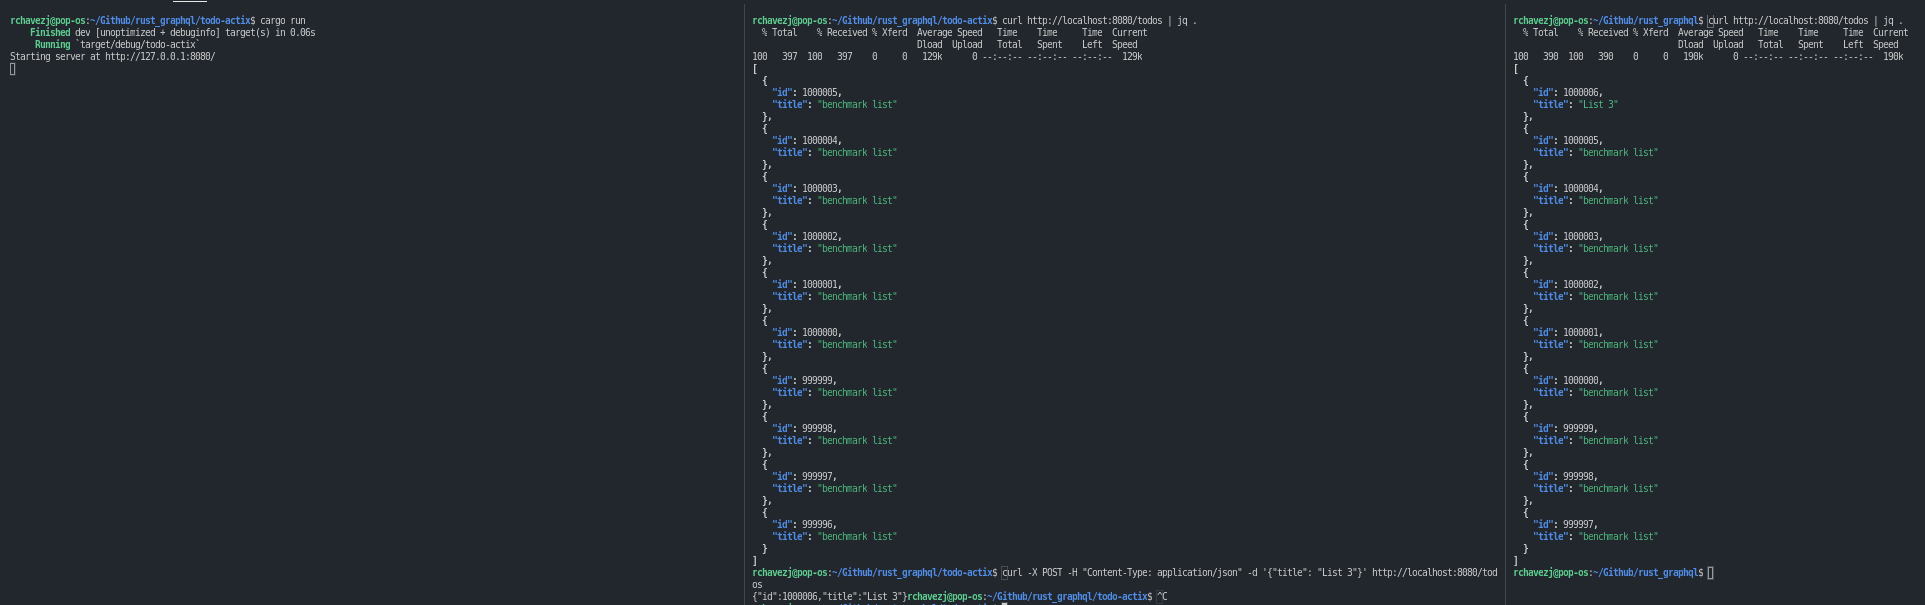 rchavezj@pop-os:~/Github/rust_graphql/todo-actix$ cargo run
Finished dev [unoptimized + debuginfo] target(s) in 0.06s
Running `target/debug/todo-actix`
Starting server at http://127.0.0.1:8080/
rchavezj@pop-os:~/Github/rust_graphql/todo-actix$ curl http://localhost:8080/todos | jq .
% Total % Received % Xferd Average Speed Time Time Time Current
Dload Upload Total Spent Left Speed
100 397 100 397 0 0 129k 0 --:--:-- --:--:-- --:--:-- 129k
[
{
"id": 1000005,
"title": "benchmark list"
},
{
"id": 1000004,
"title": "benchmark list"
},
{
"id": 1000003,
"title": "benchmark list"
},
{
"id": 1000002,
"title": "benchmark list"
},
{
"id": 1000001,
"title": "benchmark list"
},
{
"id": 1000000,
"title": "benchmark list"
},
{
"id": 999999,
"title": "benchmark list"
},
{
"id": 999998,
"title": "benchmark list"
},
{
"id": 999997,
"title": "benchmark list"
},
{
"id": 999996,
"title": "benchmark list"
}
]
rchavezj@pop-os:~/Github/rust_graphql/todo-actix$ curl -X POST -H "Content-Type: application/json" -d '{"title": "List 3"}' http://localhost:8080/tod
os
{"id":1000006,"title":"List 3"}rchavezj@pop-os:~/Github/rust_graphql/todo-actix$ ^C
rchavezj@pop-os:~/Github/rust_graphql$ curl http://localhost:8080/todos | jq .
% Total % Received % Xferd Average Speed Time Time Time Current
Dload Upload Total Spent Left Speed
100 390 100 390 0 0 190k 0 --:--:-- --:--:-- --:--:-- 190k
[
{
"id": 1000006,
"title": "List 3"
},
{
"id": 1000005,
"title": "benchmark list"
},
{
"id": 1000004,
"title": "benchmark list"
},
{
"id": 1000003,
"title": "benchmark list"
},
{
"id": 1000002,
"title": "benchmark list"
},
{
"id": 1000001,
"title": "benchmark list"
},
{
"id": 1000000,
"title": "benchmark list"
},
{
"id": 999999,
"title": "benchmark list"
},
{
"id": 999998,
"title": "benchmark list"
},
{
"id": 999997,
"title": "benchmark list"
}
]
rchavezj@pop-os:~/Github/rust_graphql$